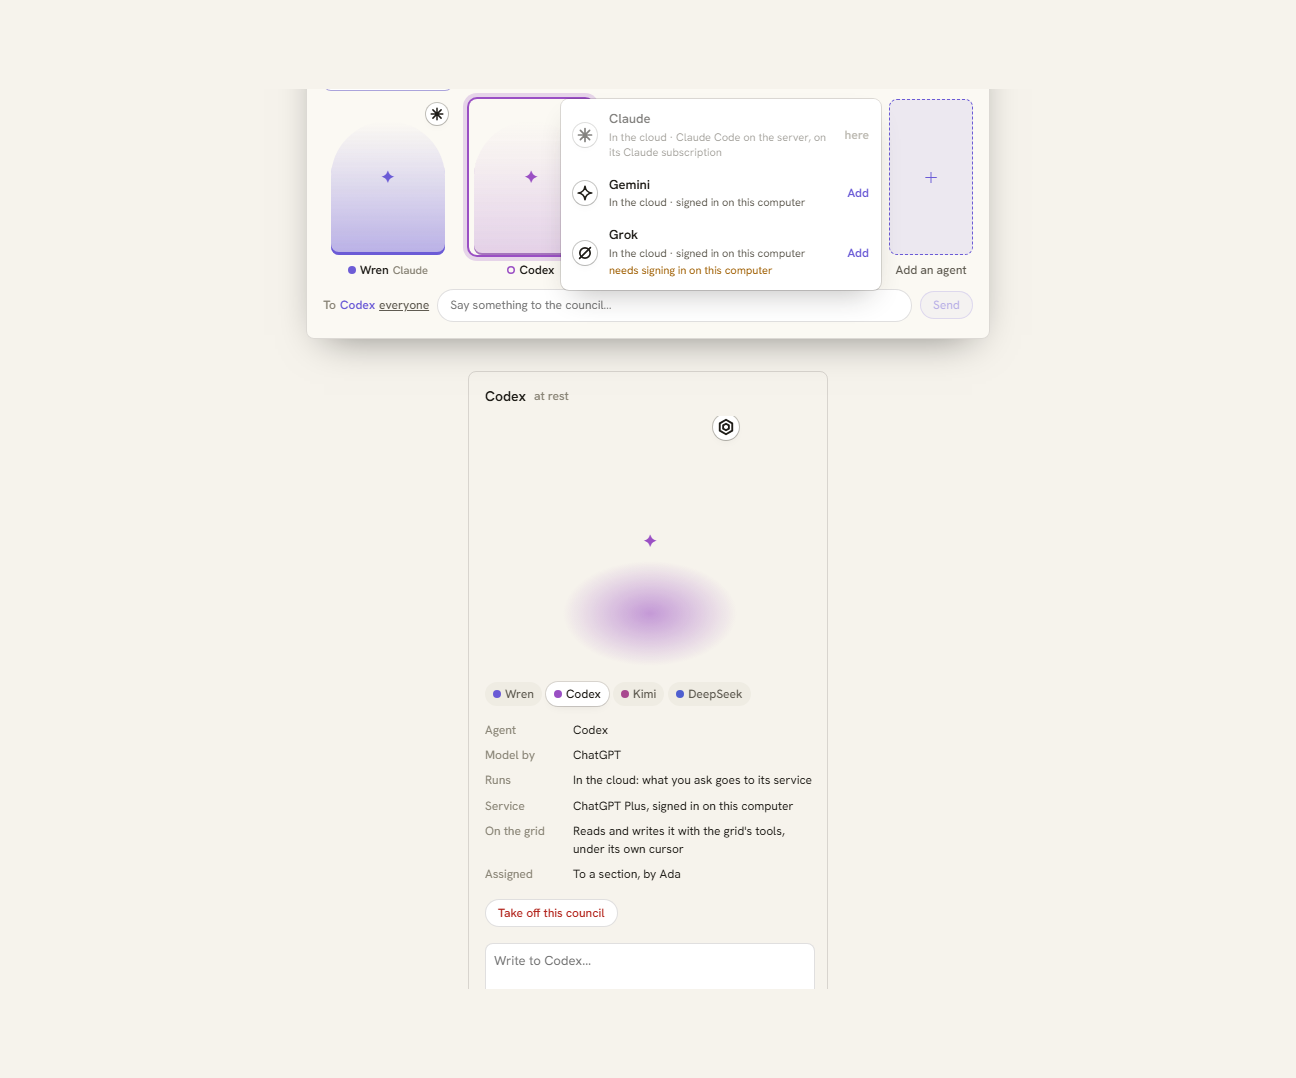 Claude
In the cloud · Claude Code on the server, on
its Claude subscription
here
Gemini
In the cloud · signed in on this computer
Add
Grok
In the cloud · signed in on this computer
needs signing in on this computer
Add
Wren Claude
Codex
Add an agent
To Codex everyone
Say something to the council...
Send
Codex at rest
Wren
Codex
Kimi
DeepSeek
Agent Codex
Model by ChatGPT
Runs In the cloud: what you ask goes to its service
Service ChatGPT Plus, signed in on this computer
On the grid Reads and writes it with the grid's tools,
under its own cursor
Assigned To a section, by Ada
Take off this council
Write to Codex...